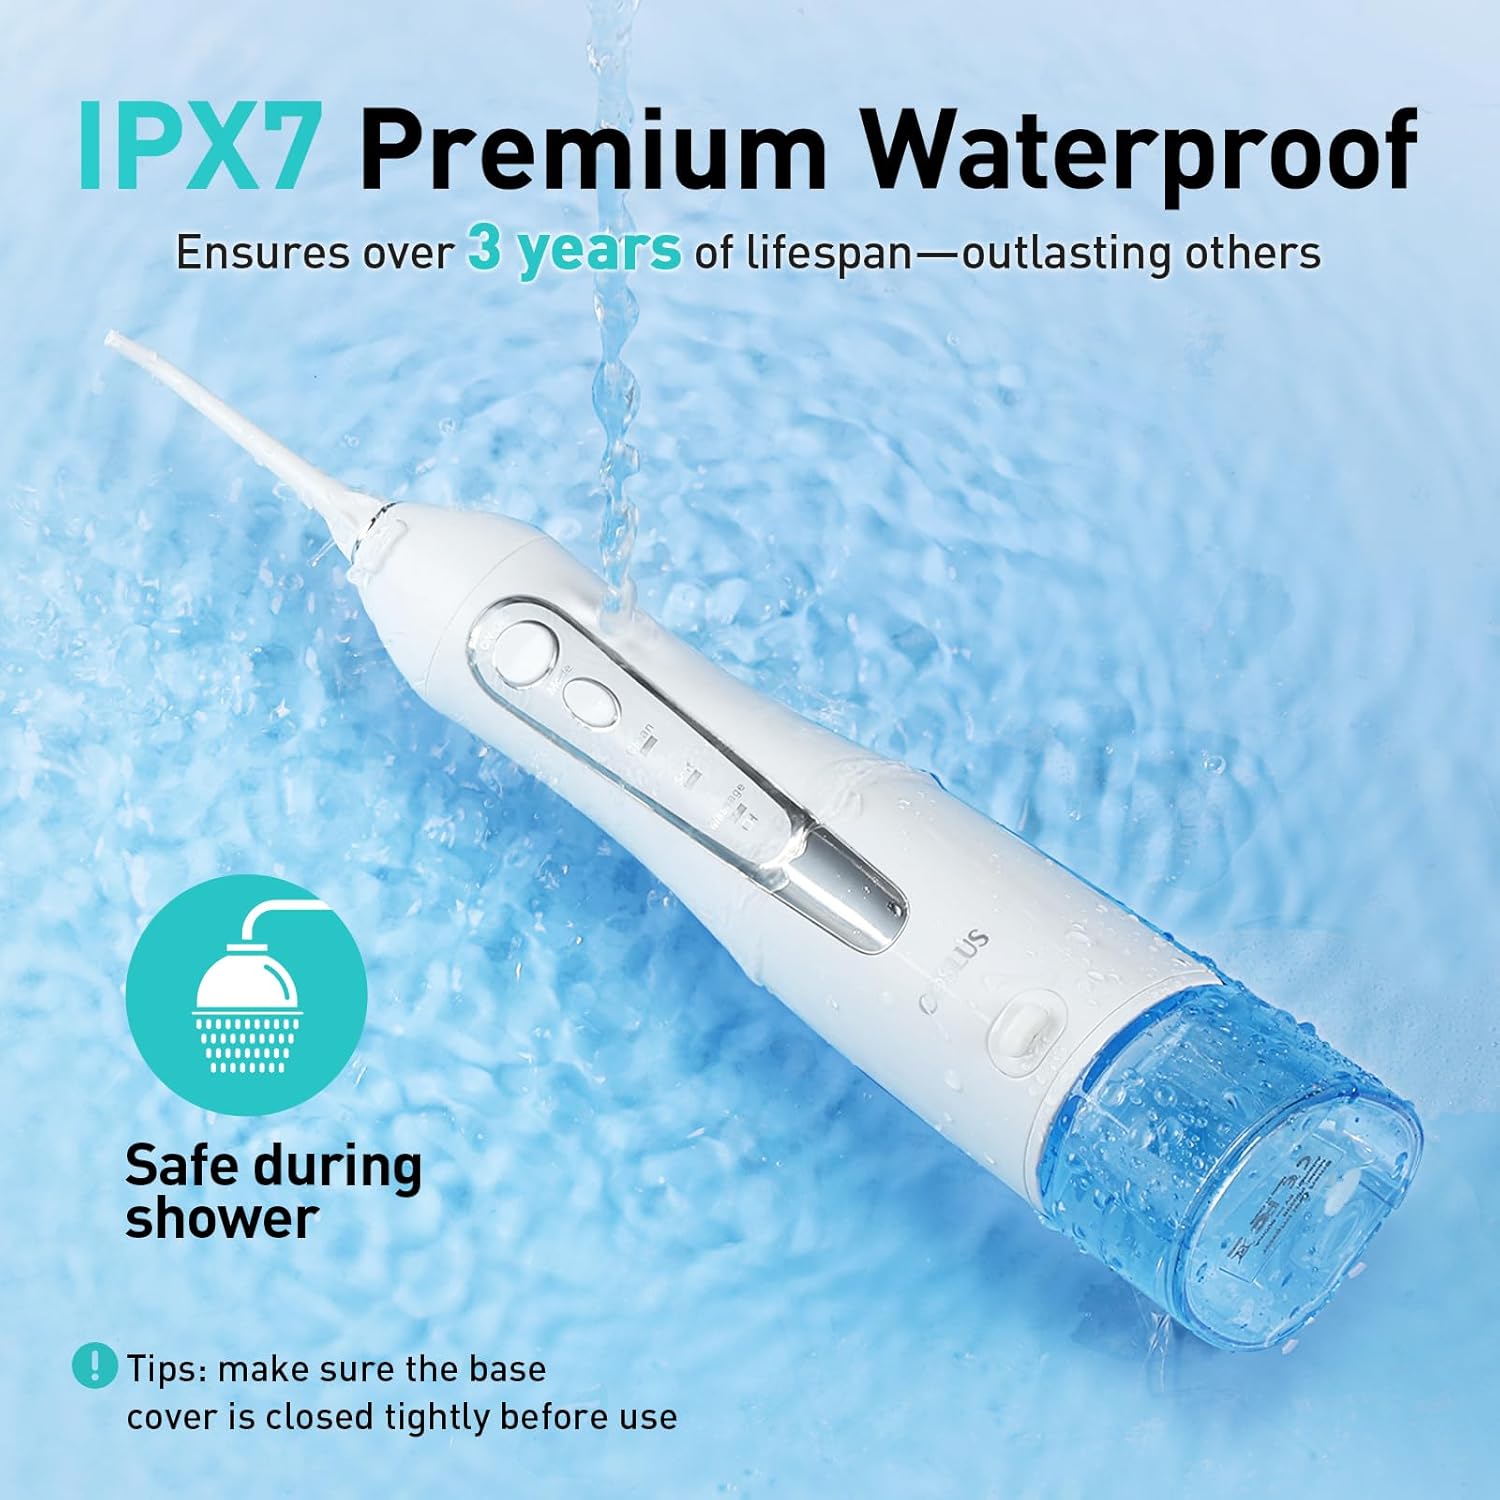 IPX7 Premium Waterproof
Ensures over 3 years of lifespan—outlasting others
Mode
Safe during
shower
Tips: make sure the base
cover is closed tightly before use